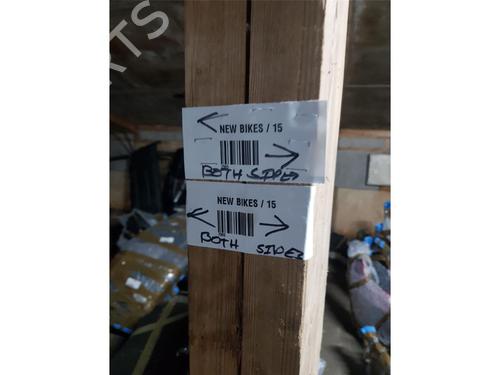 NEW BIKES / 15
BOTH SIDES
NEW BIKES / 15
BOTH SIDES